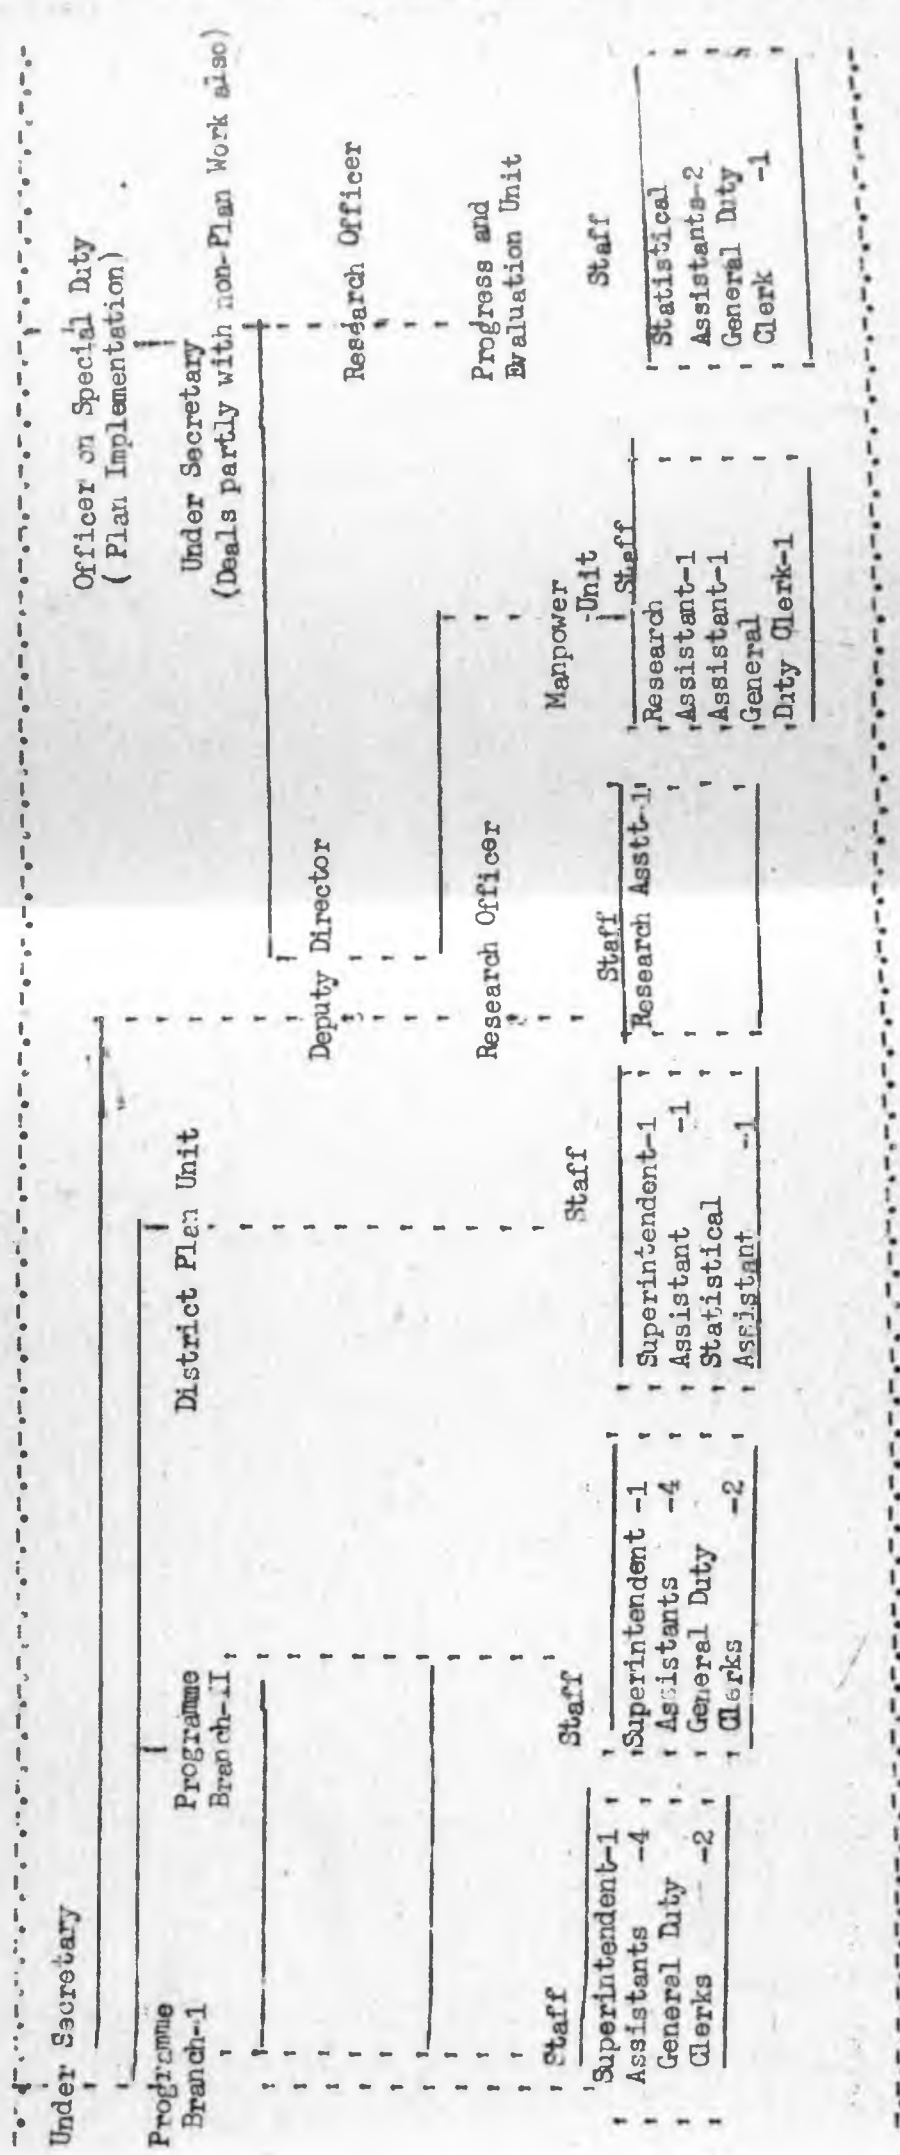 Under Secretary
Officer on Special Duty
( Plan Implementation)
Under Secretary
(Deals partly with non-Plan Work also)
Programme
Branch-1
Programme
Branch-II
District Plan Unit
Deputy Director
Research Officer
Research Officer
Manpower
Unit
Progress and
Evaluation Unit
Staff
Superintendent-1
Assistants -4
General Duty
Clerks -2
Staff
Superintendent -1
Assistants -4
General Duty
Clerks -2
Staff
Superintendent-1
Assistant -1
Statistical
Assistant -1
Staff
Research Asstt-1
Staff
Research
Assistant-1
Assistant-1
General
Duty Clerk-1
Staff
Statistical
Assistants-2
General Duty
Clerk -1